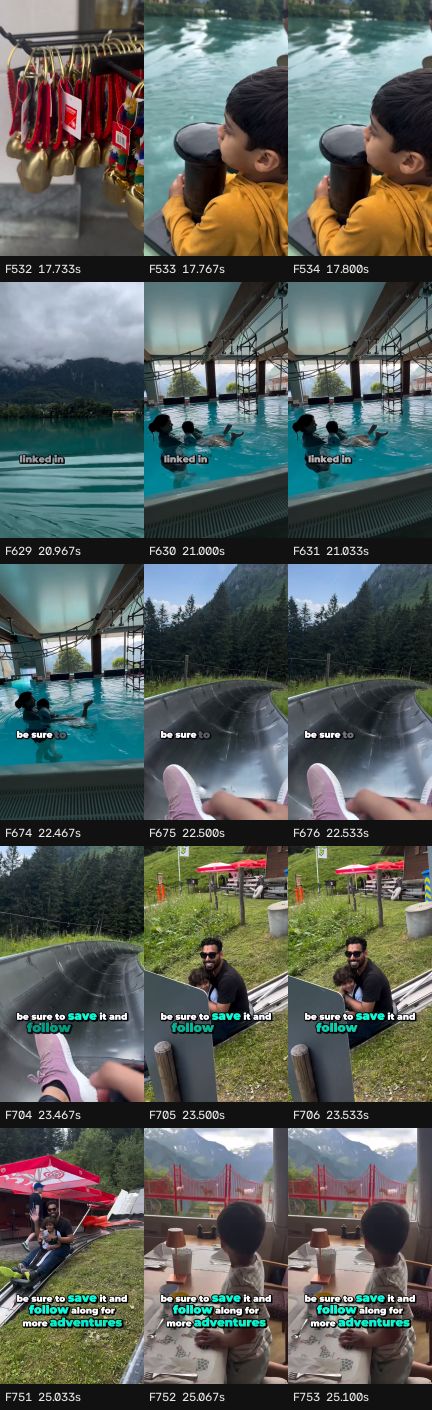 F532 17.733s
F533 17.767s
F534 17.800s
linked in
linked in
linked in
F629 20.967s
F630 21.000s
F631 21.033s
be sure to
be sure to
be sure to
F674 22.467s
F675 22.500s
F676 22.533s
be sure to save it and
follow
be sure to save it and
follow
be sure to save it and
follow
F704 23.467s
F705 23.500s
F706 23.533s
be sure to save it and
follow along for
more adventures
be sure to save it and
follow along for
more adventures
be sure to save it and
follow along for
more adventures
F751 25.033s
F752 25.067s
F753 25.100s